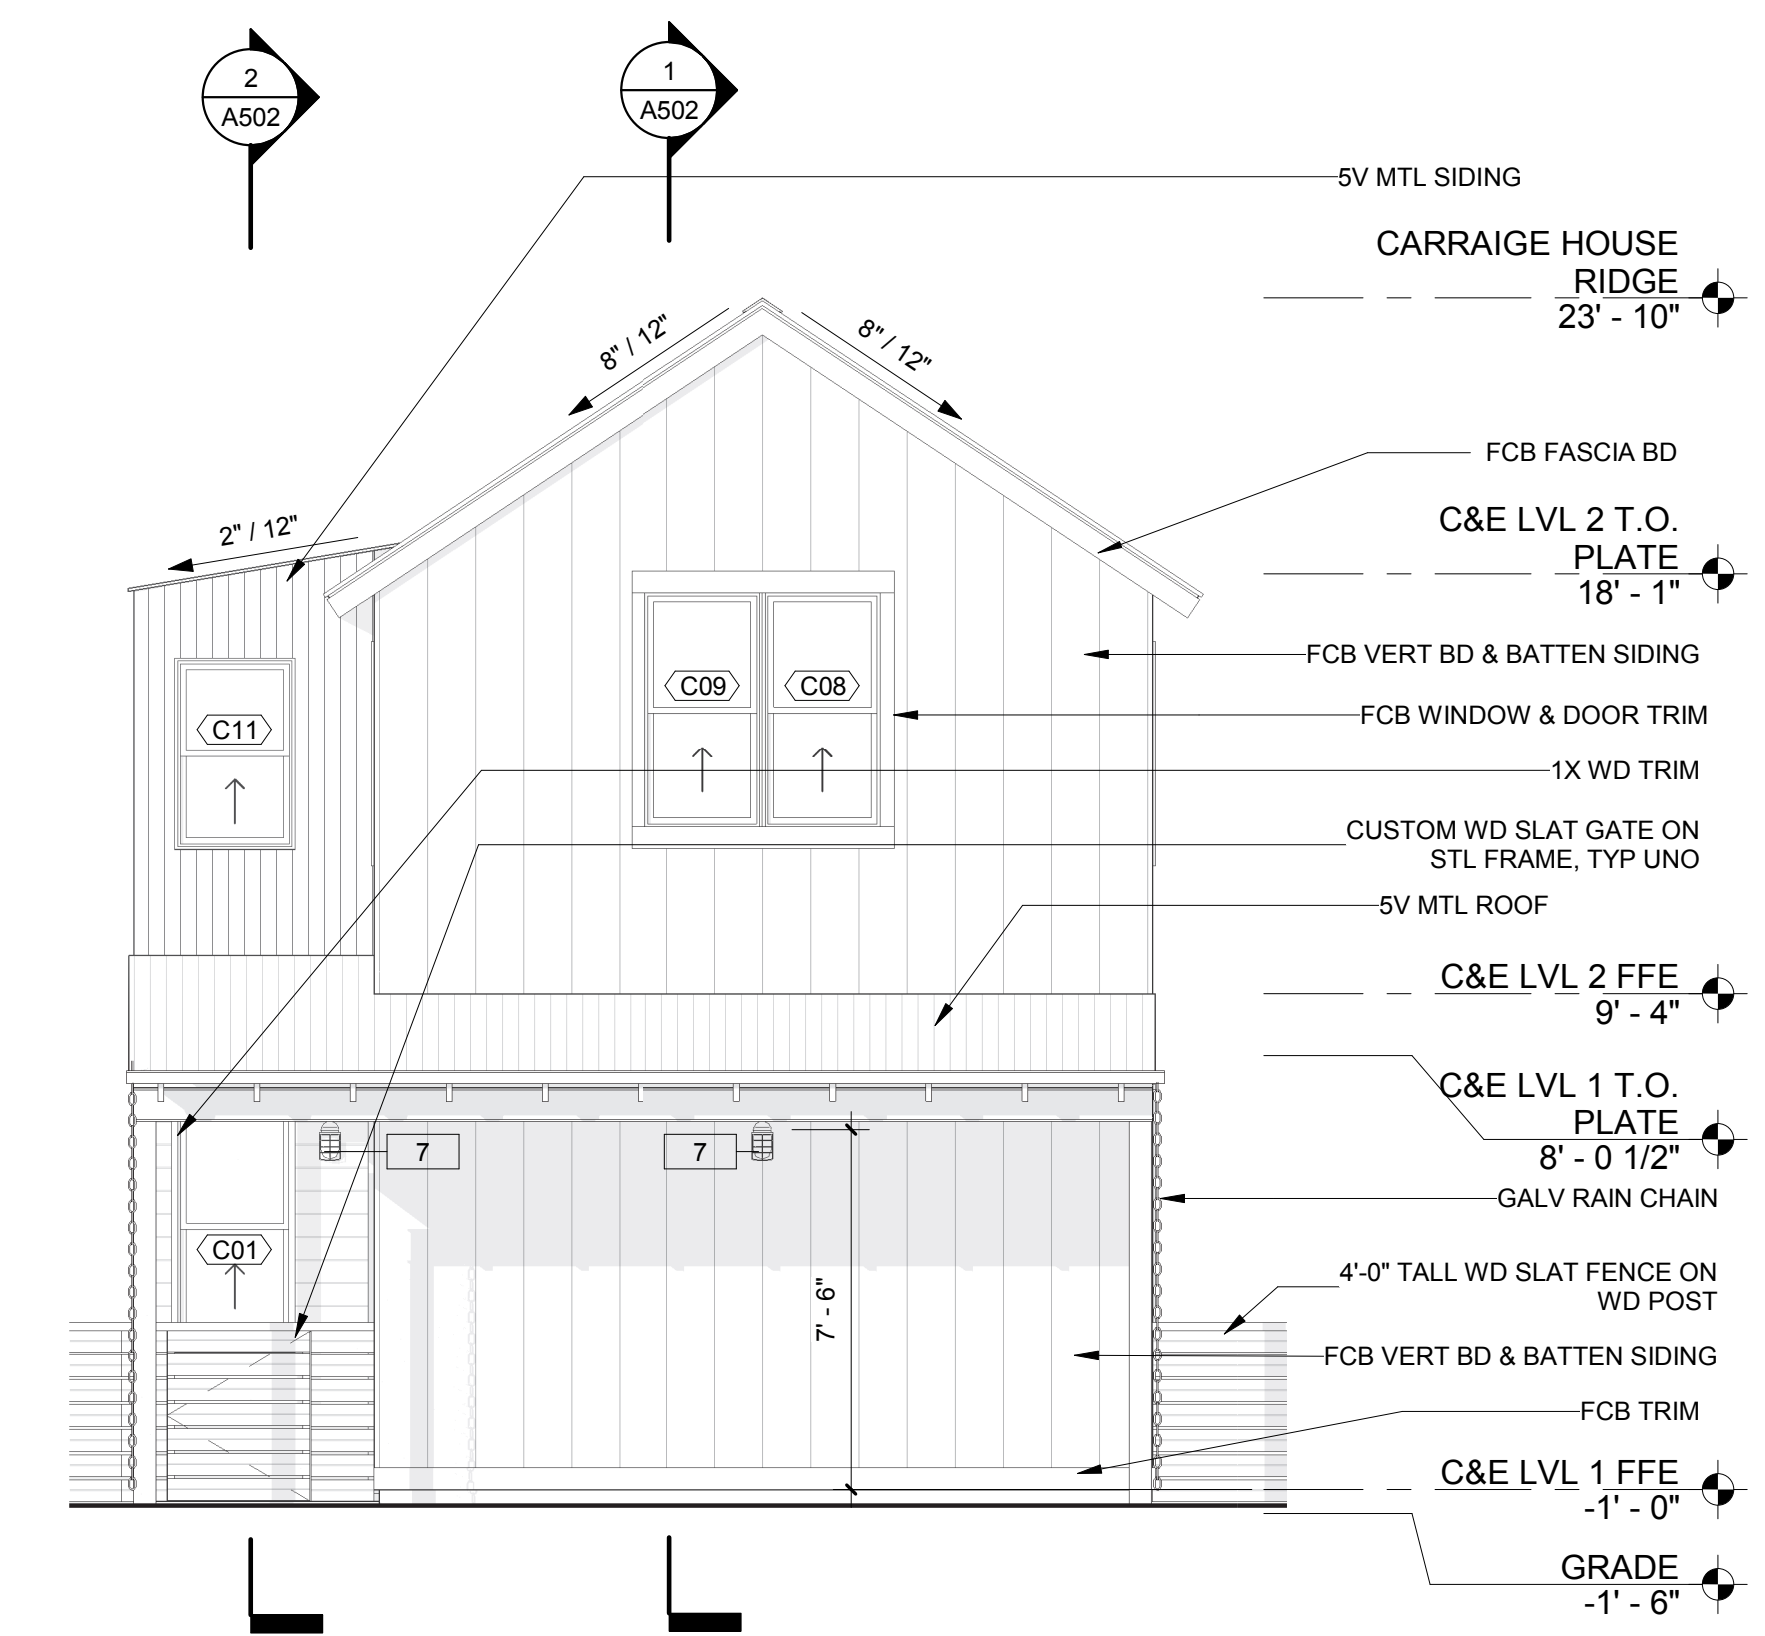 2
A502
1
A502
5V MTL SIDING
CARRAIGE HOUSE
RIDGE
23' - 10"
8" / 12"
8" / 12"
FCB FASCIA BD
2" / 12"
C&E LVL 2 T.O.
PLATE
18' - 1"
FCB VERT BD & BATTEN SIDING
C09
C08
FCB WINDOW & DOOR TRIM
C11
1X WD TRIM
CUSTOM WD SLAT GATE ON
STL FRAME, TYP UNO
5V MTL ROOF
C&E LVL 2 FFE
9' - 4"
C&E LVL 1 T.O.
PLATE
8' - 0 1/2"
7
7
GALV RAIN CHAIN
C01
4'-0" TALL WD SLAT FENCE ON
WD POST
7' - 6"
FCB VERT BD & BATTEN SIDING
FCB TRIM
C&E LVL 1 FFE
-1' - 0"
GRADE
-1' - 6"